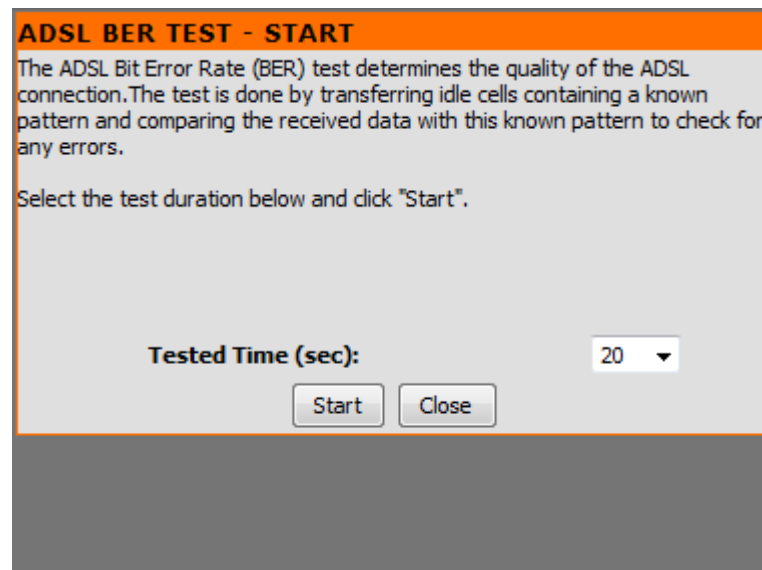 ADSL BER TEST - START
The ADSL Bit Error Rate (BER) test determines the quality of the ADSL
connection.The test is done by transferring idle cells containing a known
pattern and comparing the received data with this known pattern to check for
any errors.
Select the test duration below and click "Start".
Tested Time (sec): 20
Start Close